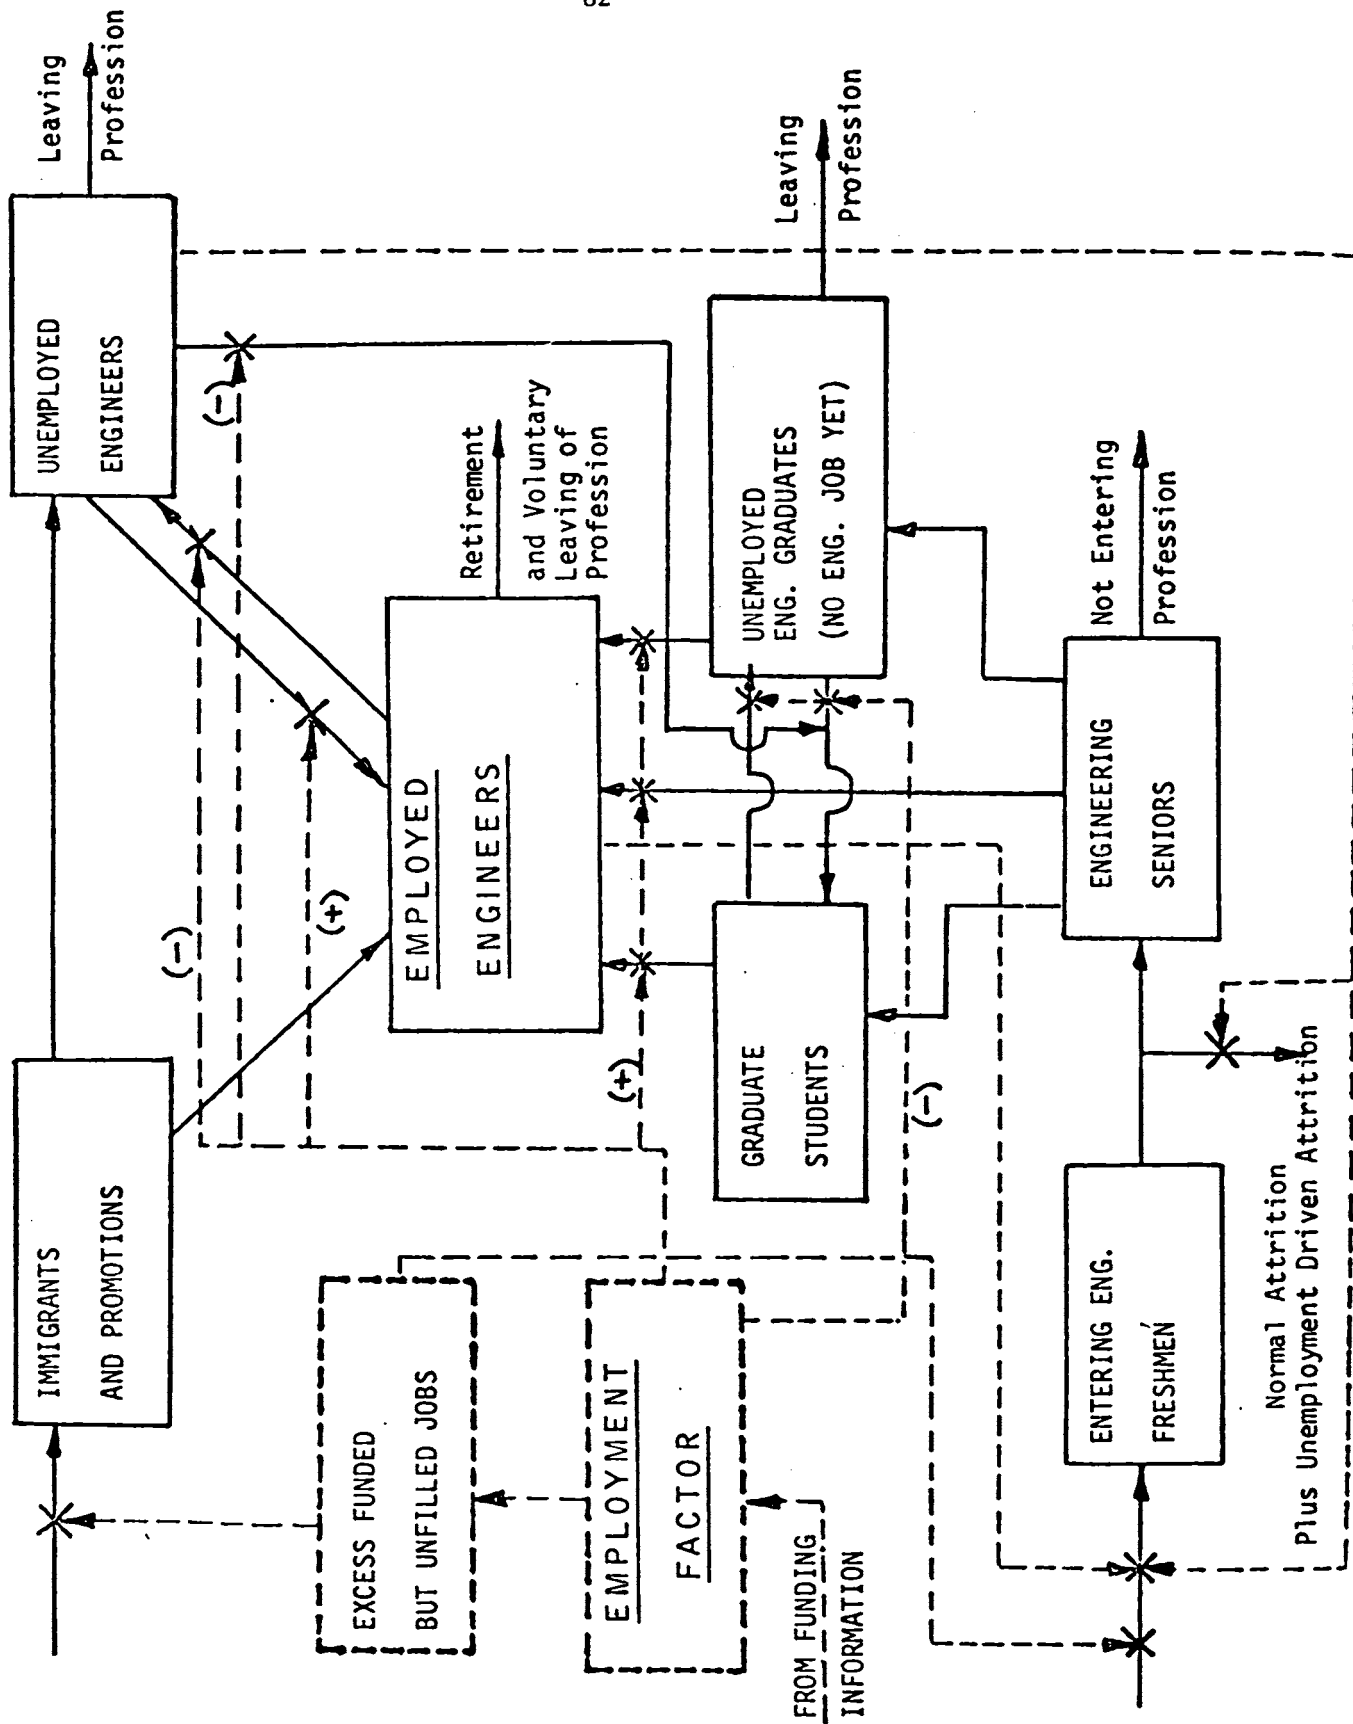 62
IMMIGRANTS
AND PROMOTIONS
UNEMPLOYED
ENGINEERS
Leaving
Profession
(-)
(-)
(+)
EXCESS FUNDED
BUT UNFILLED JOBS
EMPLOYED
ENGINEERS
Retirement
and Voluntary
Leaving of
Profession
EMPLOYMENT
FACTOR
(+)
FROM FUNDING
INFORMATION
GRADUATE
STUDENTS
UNEMPLOYED
ENG. GRADUATES
(NO ENG. JOB YET)
Leaving
Profession
(-)
ENTERING ENG.
FRESHMEN
ENGINEERING
SENIORS
Not Entering
Profession
Normal Attrition
Plus Unemployment Driven Attrition